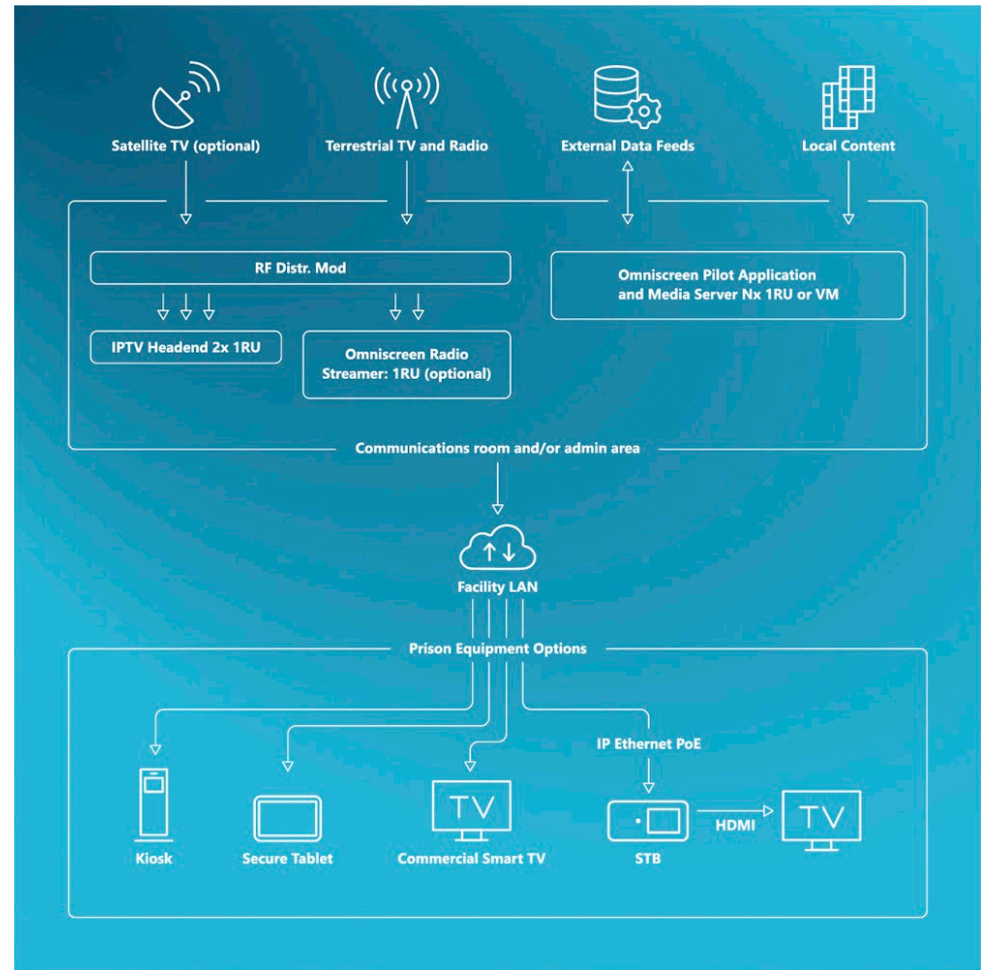 Satellite TV (optional)
Terrestrial TV and Radio
External Data Feeds
Local Content
RF Distr. Mod
Omniscreen Pilot Application
and Media Server Nx 1RU or VM
IPTV Headend 2x 1RU
Omniscreen Radio
Streamer: 1RU (optional)
Communications room and/or admin area
Facility LAN
Prison Equipment Options
IP Ethernet PoE
TV
TV
HDMI
Kiosk
Secure Tablet
Commercial Smart TV
STB